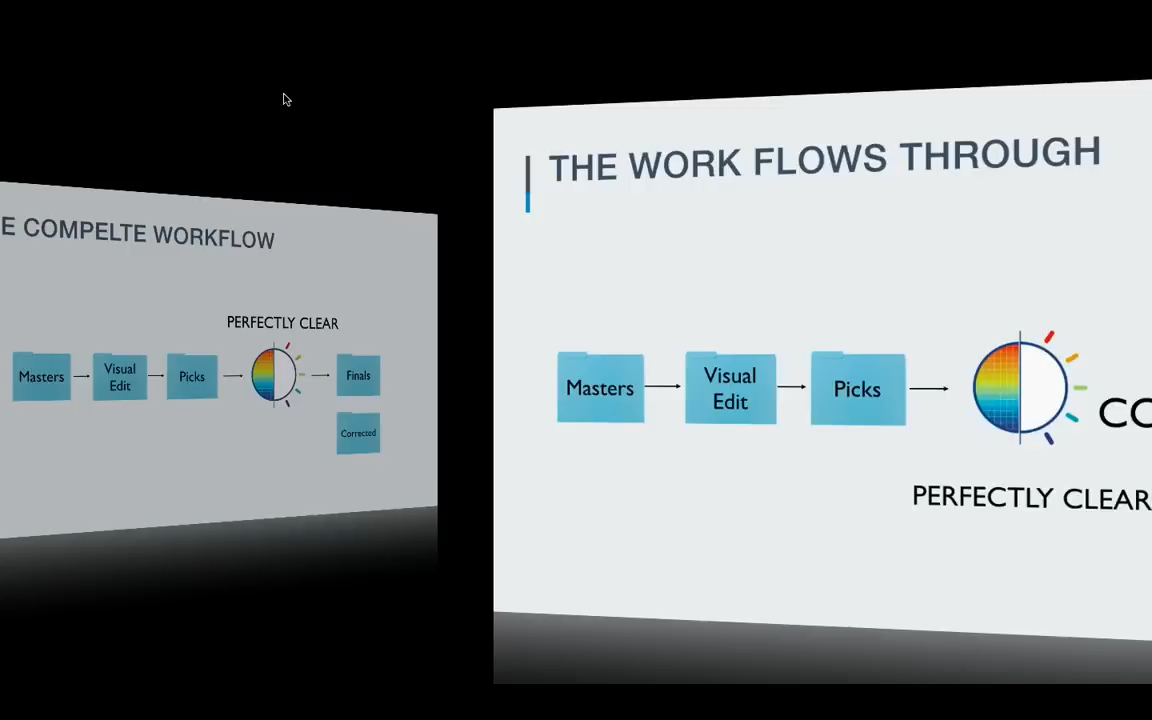 E COMPELTE WORKFLOW
PERFECTLY CLEAR
Masters
Visual
Edit
Picks
Finals
Corrected
THE WORK FLOWS THROUGH
Masters
Visual
Edit
Picks
CO
PERFECTLY CLEAR